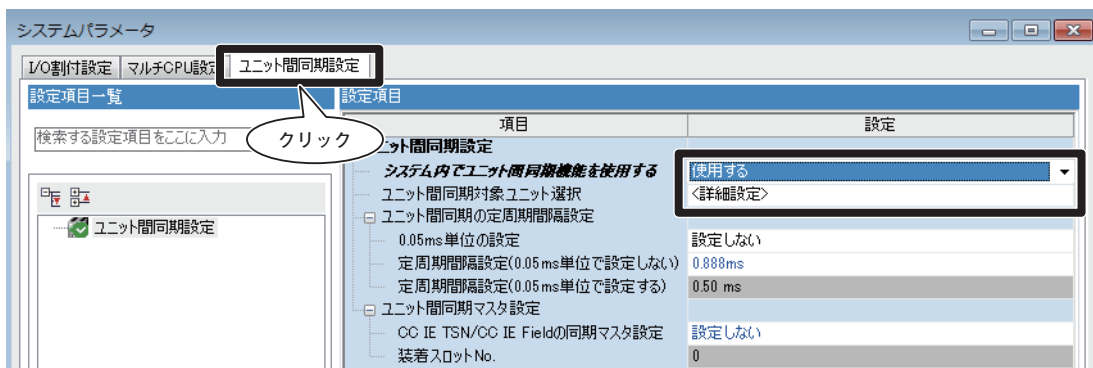 システムパラメータ
I/O割付設定 マルチCPU設定 ユニット間同期設定
設定項目一覧
検索する設定項目をここに入力
クリック
ユニット間同期設定
設定項目
項目 設定
ユニット間同期設定
システム内でユニット間同期機能を使用する 使用する
ユニット間同期対象ユニット選択 <詳細設定>
ユニット間同期の定周期間隔設定
0.05ms単位の設定 設定しない
定周期間隔設定(0.05ms単位で設定しない) 0.888ms
定周期間隔設定(0.05ms単位で設定する) 0.50 ms
ユニット間同期マスタ設定
CC IE TSN/CC IE Fieldの同期マスタ設定 設定しない
装着スロットNo. 0